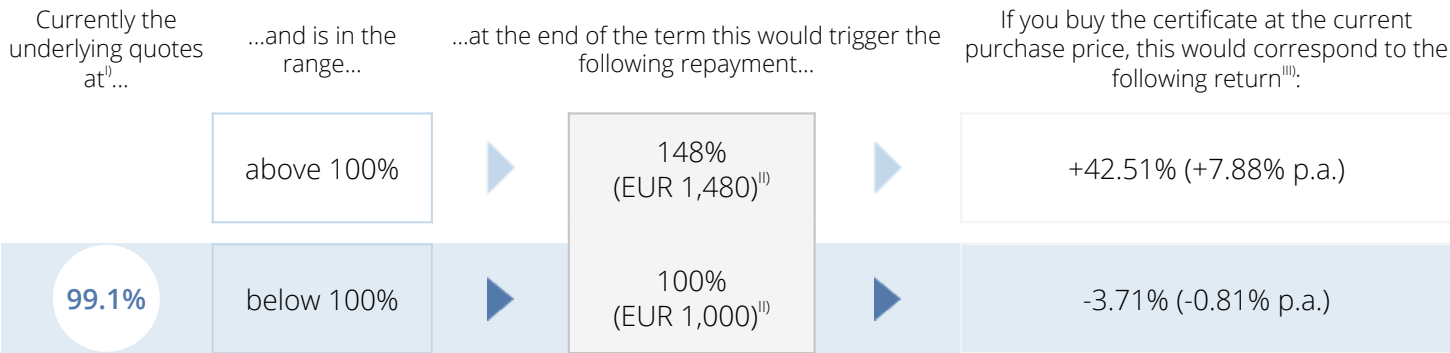 Currently the
underlying quotes
at^I)...
...and is in the
range...
...at the end of the term this would trigger the
following repayment...
If you buy the certificate at the current
purchase price, this would correspond to the
following return^III):
above 100%
148%
(EUR 1,480)^II)
+42.51% (+7.88% p.a.)
99.1%
below 100%
100%
(EUR 1,000)^II)
-3.71% (-0.81% p.a.)